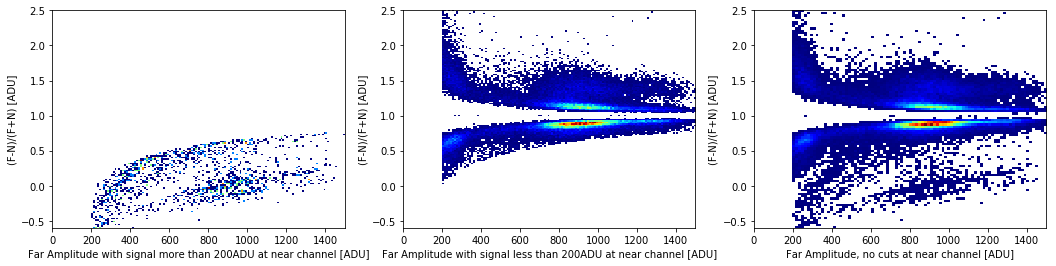 2.5
2.0
1.5
1.0
0.5
0.0
−0.5
(F-N)/(F+N) [ADU]
0 200 400 600 800 1000 1200 1400
Far Amplitude with signal more than 200ADU at near channel [ADU]
2.5
2.0
1.5
1.0
0.5
0.0
−0.5
(F-N)/(F+N) [ADU]
0 200 400 600 800 1000 1200 1400
Far Amplitude with signal less than 200ADU at near channel [ADU]
2.5
2.0
1.5
1.0
0.5
0.0
−0.5
(F-N)/(F+N) [ADU]
0 200 400 600 800 1000 1200 1400
Far Amplitude, no cuts at near channel [ADU]